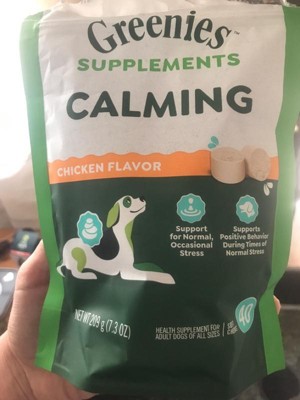 Greenies
SUPPLEMENTS
CALMING
CHICKEN FLAVOR
Support
for Normal,
Occasional
Stress
Supports
Positive Behavior
During Times of
Normal Stress
NET WT 209 g (7.3 OZ)
HEALTH SUPPLEMENT FOR
ADULT DOGS OF ALL SIZES
40